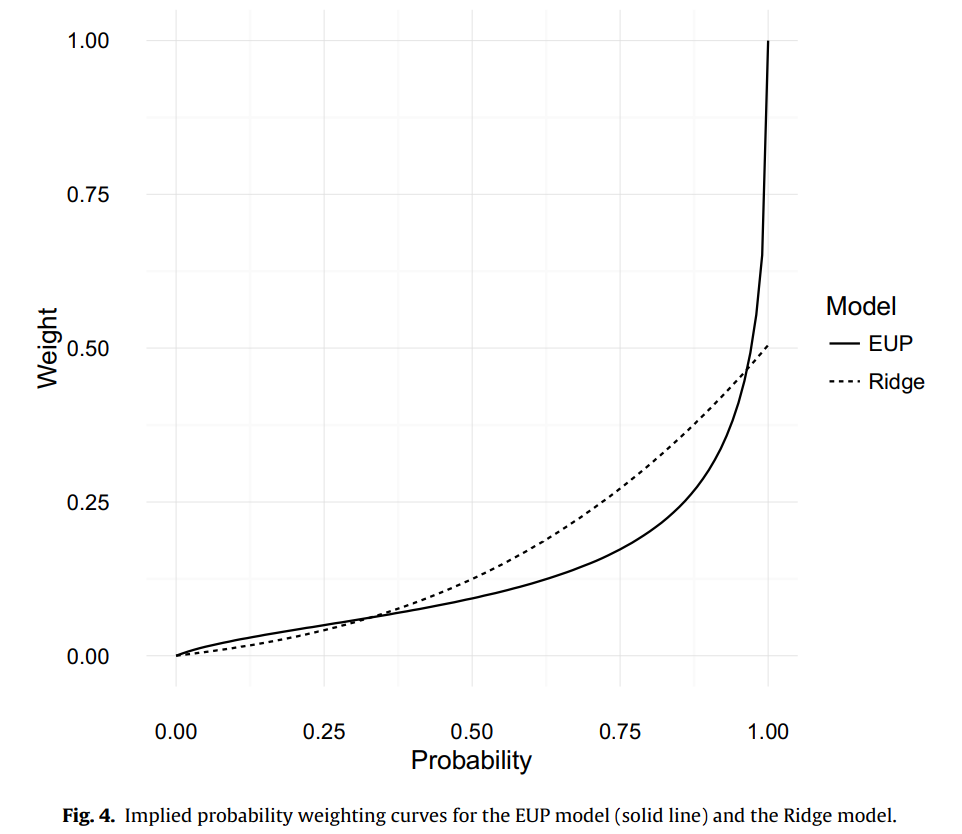 1.00
0.75
0.50
0.25
0.00
Weight
0.00 0.25 0.50 0.75 1.00
Probability
Model
EUP
Ridge
Fig. 4. Implied probability weighting curves for the EUP model (solid line) and the Ridge model.